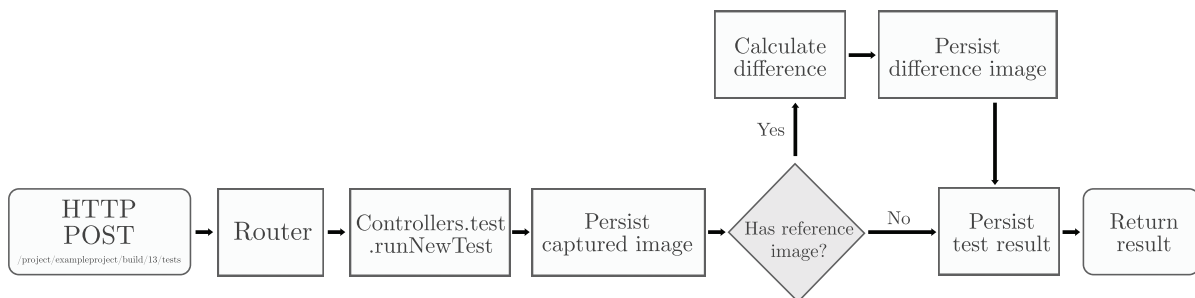 HTTP
POST
/project/exampleproject/build/13/tests
Router
Controllers.test
.runNewTest
Persist
captured image
Has reference
image?
Yes
Calculate
difference
Persist
difference image
No
Persist
test result
Return
result